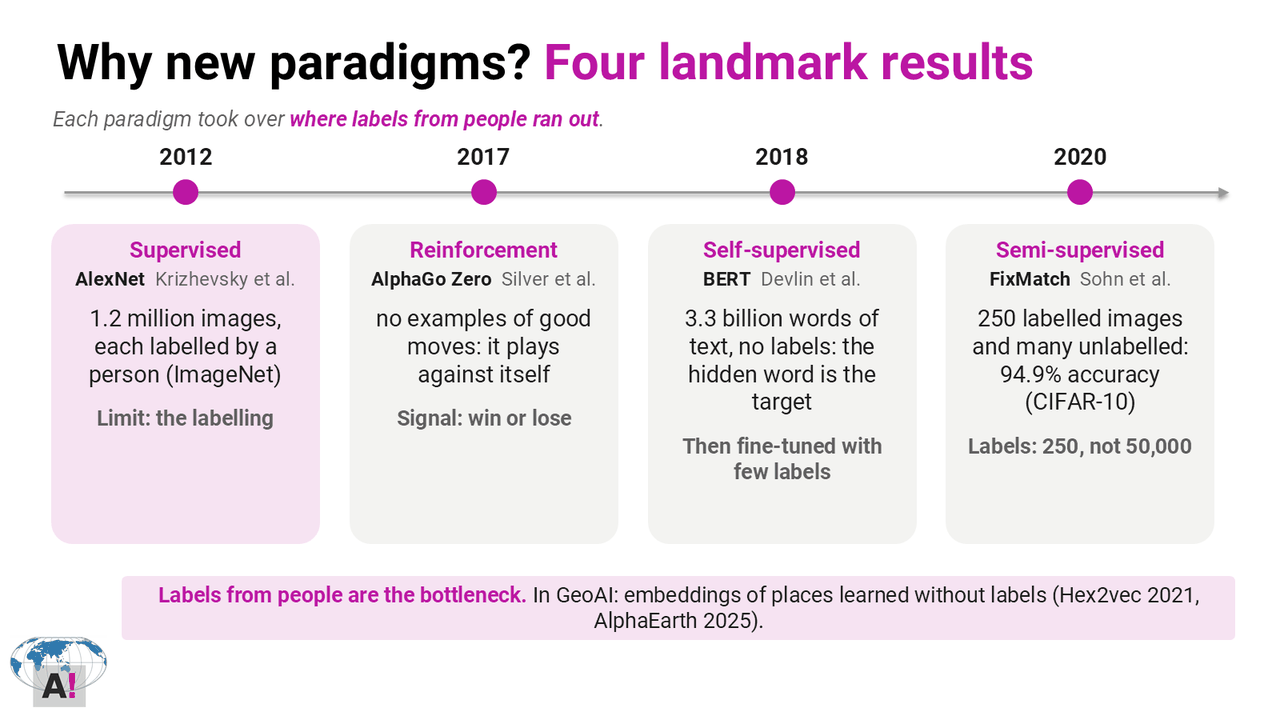 Why new paradigms? Four landmark results
Each paradigm took over where labels from people ran out.
2012
2017
2018
2020
Supervised
AlexNet Krizhevsky et al.
1.2 million images,
each labelled by a
person (ImageNet)
Limit: the labelling
Reinforcement
AlphaGo Zero Silver et al.
no examples of good
moves: it plays
against itself
Signal: win or lose
Self-supervised
BERT Devlin et al.
3.3 billion words of
text, no labels: the
hidden word is the
target
Then fine-tuned with
few labels
Semi-supervised
FixMatch Sohn et al.
250 labelled images
and many unlabelled:
94.9% accuracy
(CIFAR-10)
Labels: 250, not 50,000
Labels from people are the bottleneck. In GeoAI: embeddings of places learned without labels (Hex2vec 2021,
AlphaEarth 2025).
A!